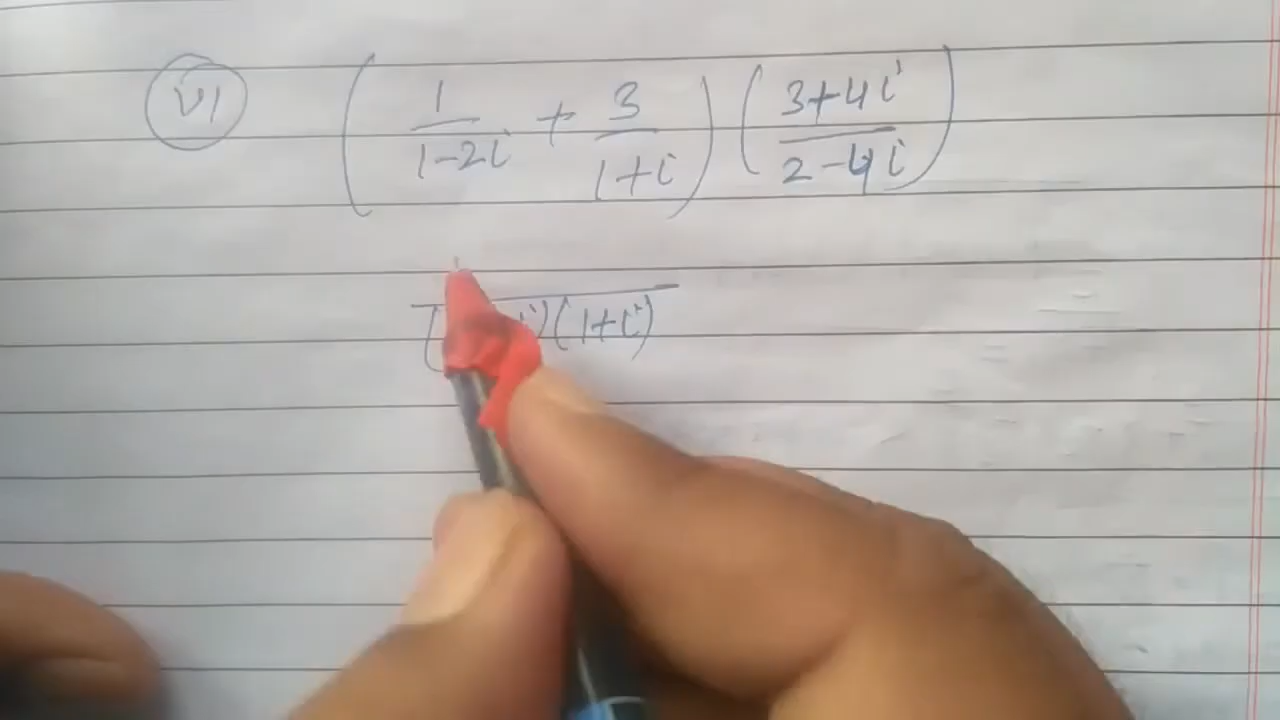 VI ( 1/1-2i + 3/1+i ) ( 3+4i/2-4i )
(1+i)